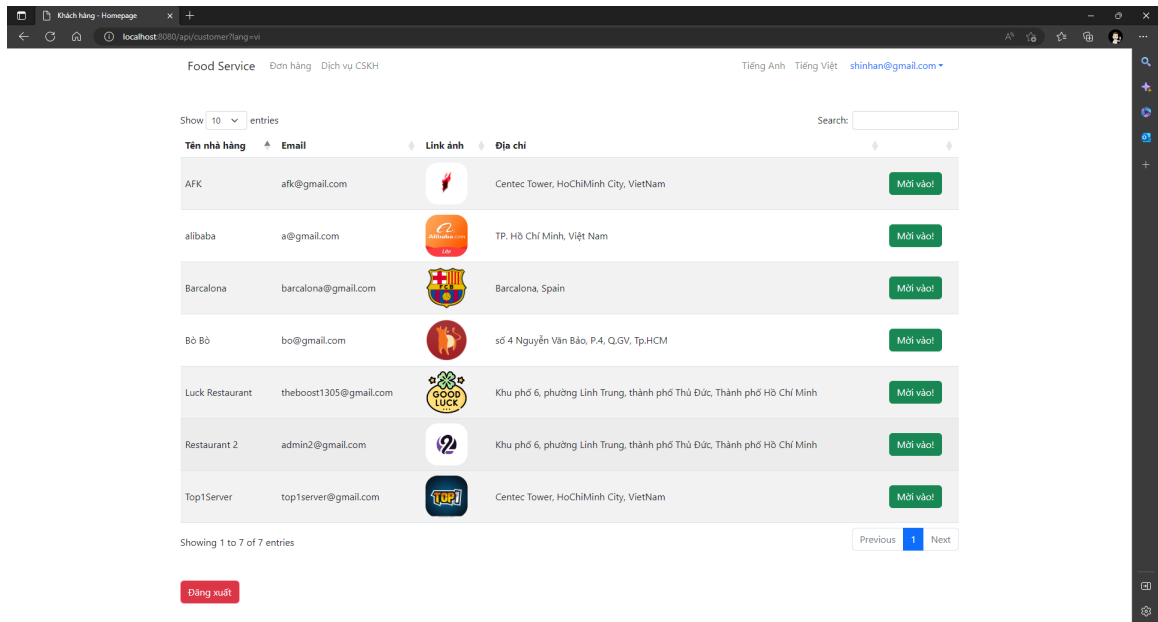 Khách hàng - Homepage
localhost:8080/api/customer?lang=vi
Food Service Đơn hàng Dịch vụ CSKH Tiếng Anh Tiếng Việt shinhan@gmail.com
Show 10 entries Search:
Tên nhà hàng Email Link ảnh Địa chỉ
AFK afk@gmail.com Centec Tower, HoChiMinh City, VietNam Mời vào!
alibaba a@gmail.com Alibaba.com Lite TP. Hồ Chí Minh, Việt Nam Mời vào!
Barcalona barcalona@gmail.com FCB Barcalona, Spain Mời vào!
Bò Bò bo@gmail.com số 4 Nguyễn Văn Bảo, P.4, Q.GV, Tp.HCM Mời vào!
Luck Restaurant theboost1305@gmail.com GOOD LUCK Khu phố 6, phường Linh Trung, thành phố Thủ Đức, Thành phố Hồ Chí Minh Mời vào!
Restaurant 2 admin2@gmail.com 2 Khu phố 6, phường Linh Trung, thành phố Thủ Đức, Thành phố Hồ Chí Minh Mời vào!
Top1Server top1server@gmail.com TOP1 Centec Tower, HoChiMinh City, VietNam Mời vào!
Showing 1 to 7 of 7 entries Previous 1 Next
Đăng xuất